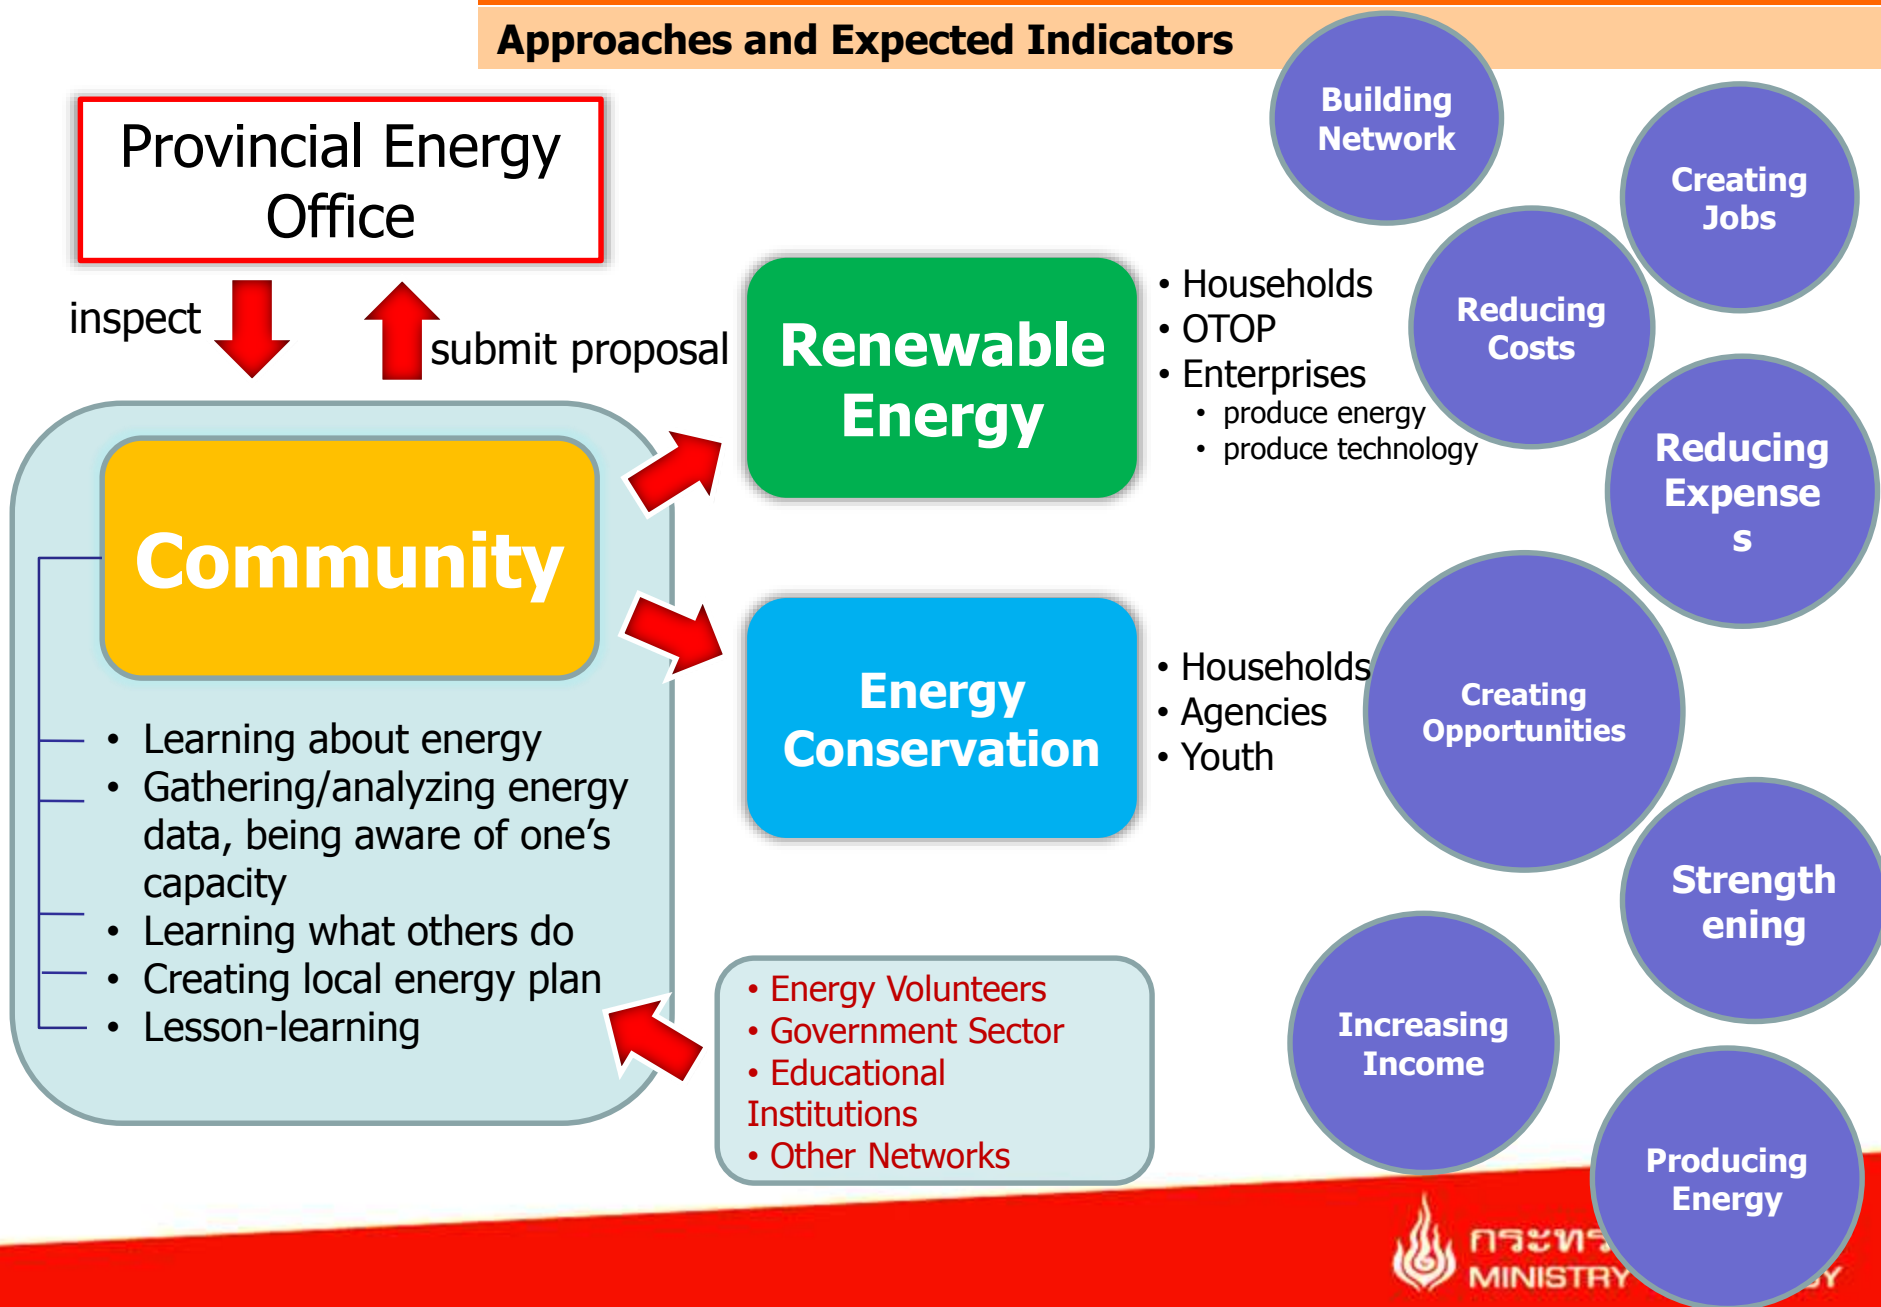 Approaches and Expected Indicators
Provincial Energy
Office
inspect
submit proposal
Community
• Learning about energy
• Gathering/analyzing energy
data, being aware of one’s
capacity
• Learning what others do
• Creating local energy plan
• Lesson-learning
Renewable
Energy
• Households
• OTOP
• Enterprises
• produce energy
• produce technology
Energy
Conservation
• Households
• Agencies
• Youth
• Energy Volunteers
• Government Sector
• Educational
Institutions
• Other Networks
Building
Network
Creating
Jobs
Reducing
Costs
Reducing
Expense
s
Creating
Opportunities
Strength
ening
Increasing
Income
Producing
Energy
MINISTRY